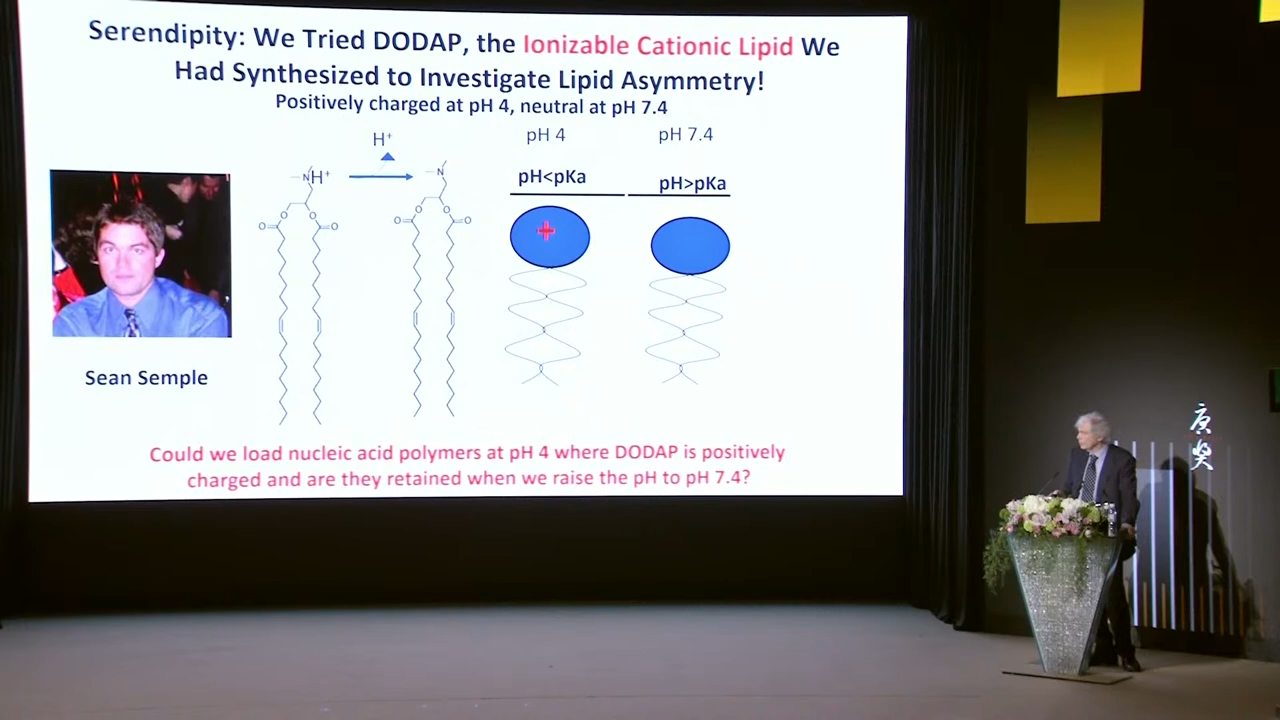 Serendipity: We Tried DODAP, the Ionizable Cationic Lipid We
Had Synthesized to Investigate Lipid Asymmetry!
Positively charged at pH 4, neutral at pH 7.4
H⁺
pH 4
pH 7.4
NH⁺
N
pH<pKa
pH>pKa
O
O
O
O
O
O
O
O
+
Sean Semple
Could we load nucleic acid polymers at pH 4 where DODAP is positively
charged and are they retained when we raise the pH to pH 7.4?
唐獎